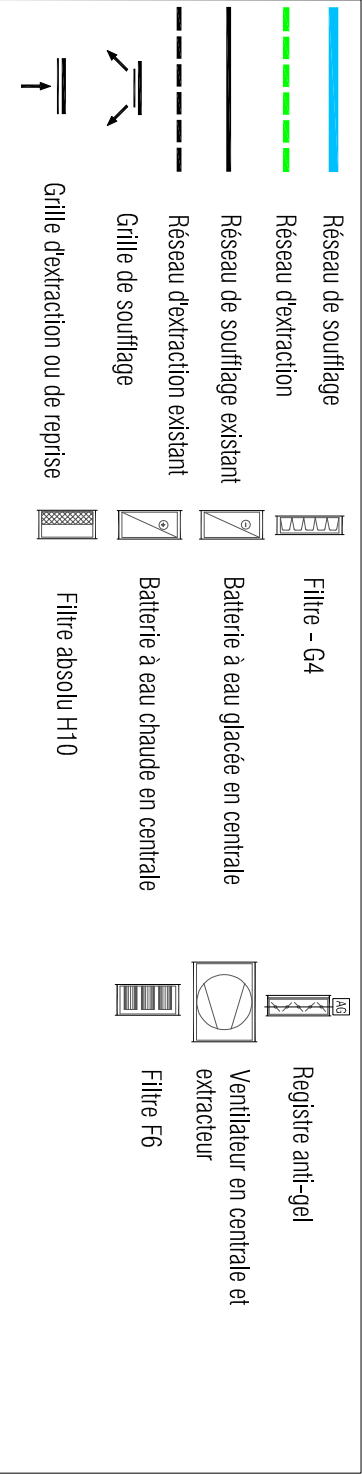 Réseau de soufflage
Réseau d'extraction
Réseau de soufflage existant
Réseau d'extraction existant
Grille de soufflage
Grille d'extraction ou de reprise
Filtre - G4
Batterie à eau glacée en centrale
Batterie à eau chaude en centrale
Filtre absolu H10
AG
Registre anti-gel
Ventilateur en centrale et
extracteur
Filtre F6